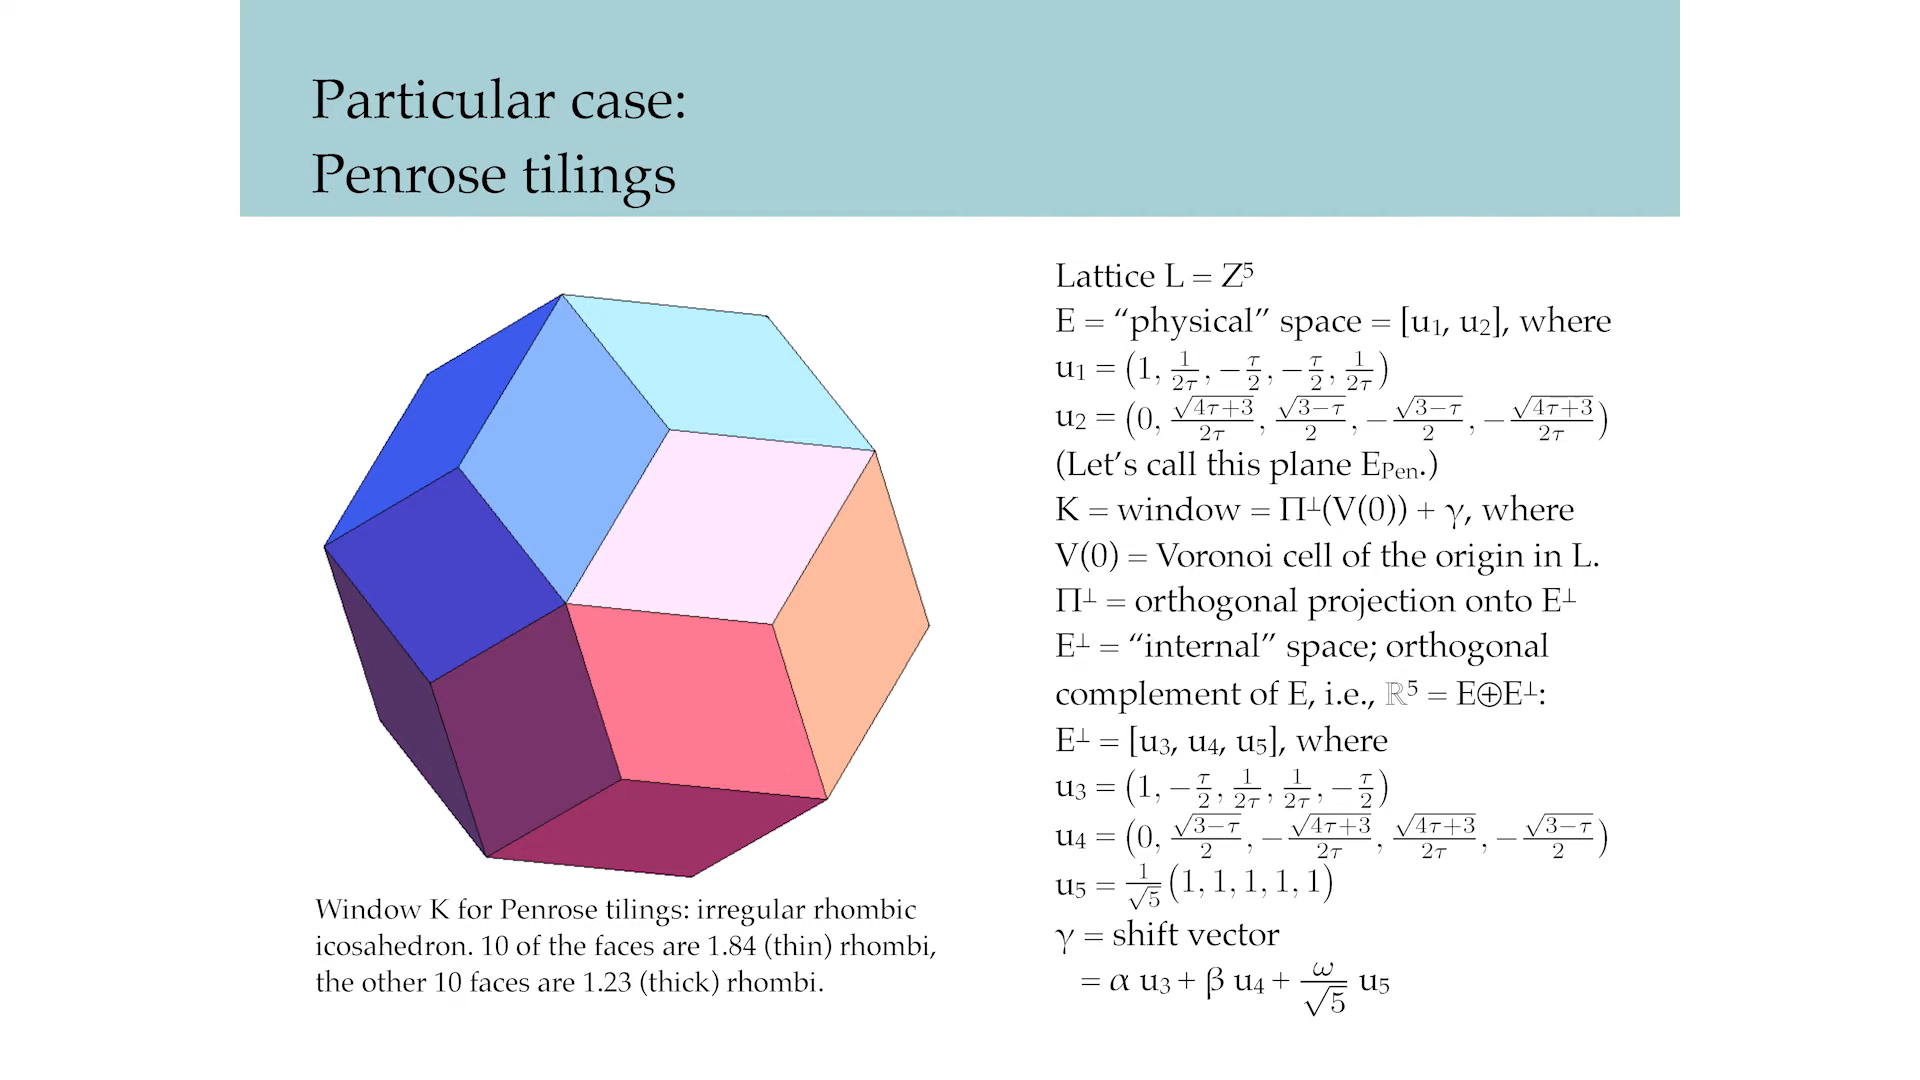 Particular case:
Penrose tilings
Lattice L = Z⁵
E = “physical” space = [u₁, u₂], where
u₁ = (1, 1/2τ, −τ/2, −τ/2, 1/2τ)
u₂ = (0, √(4τ+3)/2τ, √(3−τ)/2, −√(3−τ)/2, −√(4τ+3)/2τ)
(Let’s call this plane E_Pen.)
K = window = Π⊥(V(0)) + γ, where
V(0) = Voronoi cell of the origin in L.
Π⊥ = orthogonal projection onto E⊥
E⊥ = “internal” space; orthogonal
complement of E, i.e., ℝ⁵ = E⊕E⊥:
E⊥ = [u₃, u₄, u₅], where
u₃ = (1, −τ/2, 1/2τ, 1/2τ, −τ/2)
u₄ = (0, √(3−τ)/2, −√(4τ+3)/2τ, √(4τ+3)/2τ, −√(3−τ)/2)
u₅ = 1/√5 (1, 1, 1, 1, 1)
γ = shift vector
= α u₃ + β u₄ + ω/√5 u₅
Window K for Penrose tilings: irregular rhombic
icosahedron. 10 of the faces are 1.84 (thin) rhombi,
the other 10 faces are 1.23 (thick) rhombi.